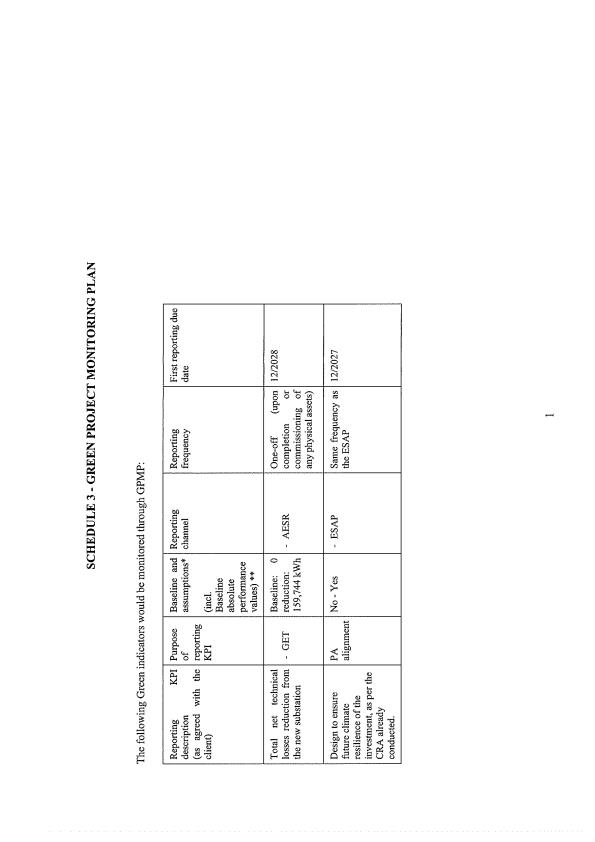 SCHEDULE 3 - GREEN PROJECT MONITORING PLAN
The following Green indicators would be monitored through GPMP:
Reporting KPI
description
(as agreed with the
client)
Purpose
of
reporting
KPI
Baseline and
assumptions*
(incl.
Baseline
absolute
performance
values) **
Reporting
channel
Reporting
frequency
First reporting due
date
Total net technical
losses reduction from
the new substation
- GET
Baseline: 0
reduction:
159,744 kWh
- AESR
One-off (upon
completion or
commissioning of
any physical assets)
12/2028
Design to ensure
future climate
resilience of the
investment, as per the
CRA already
conducted.
PA
alignment
No - Yes
- ESAP
Same frequency as
the ESAP
12/2027
1